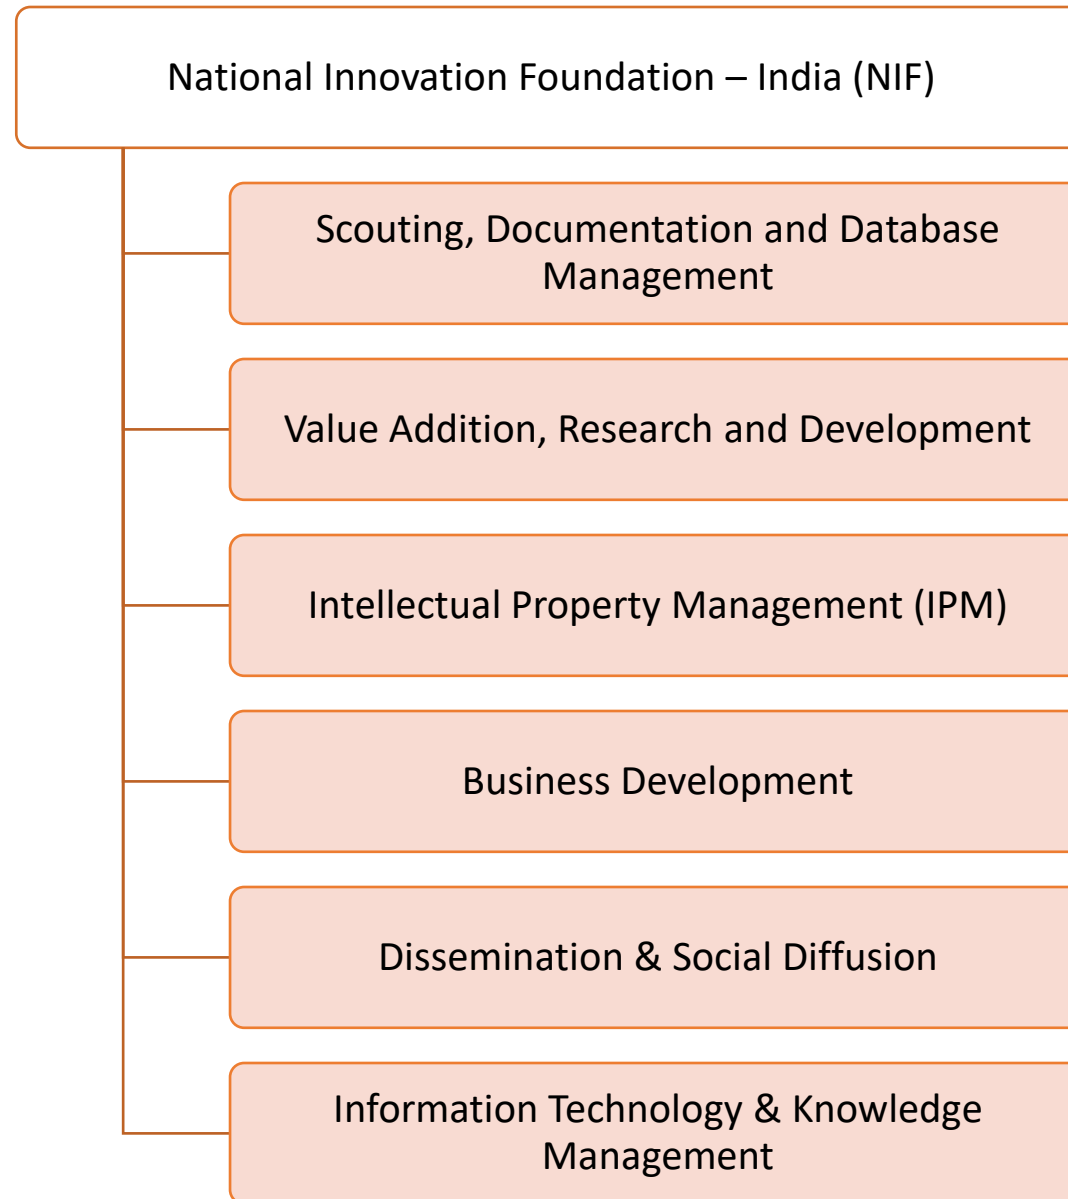 National Innovation Foundation – India (NIF)
Scouting, Documentation and Database
Management
Value Addition, Research and Development
Intellectual Property Management (IPM)
Business Development
Dissemination & Social Diffusion
Information Technology & Knowledge
Management